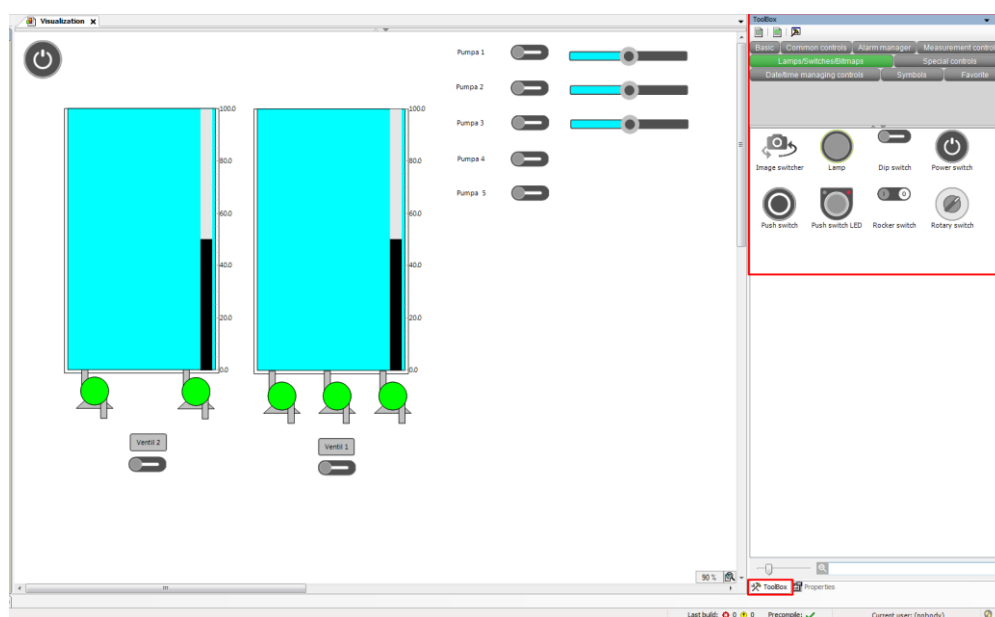 Visualization X
Pumpa 1
Pumpa 2
Pumpa 3
Pumpa 4
Pumpa 5
100.0
80.0
60.0
40.0
20.0
0.0
100.0
80.0
60.0
40.0
20.0
0.0
Ventil 2
Ventil 1
90 %
ToolBox
Basic Common controls Alarm manager Measurement control
Lamps/Switches/Bitmaps Special controls
Date/time managing controls Symbols Favorite
Image switcher Lamp Dip switch Power switch
Push switch Push switch LED Rocker switch Rotary switch
ToolBox Properties
Last build: 0 0 Precompile: Current user: (nobody)